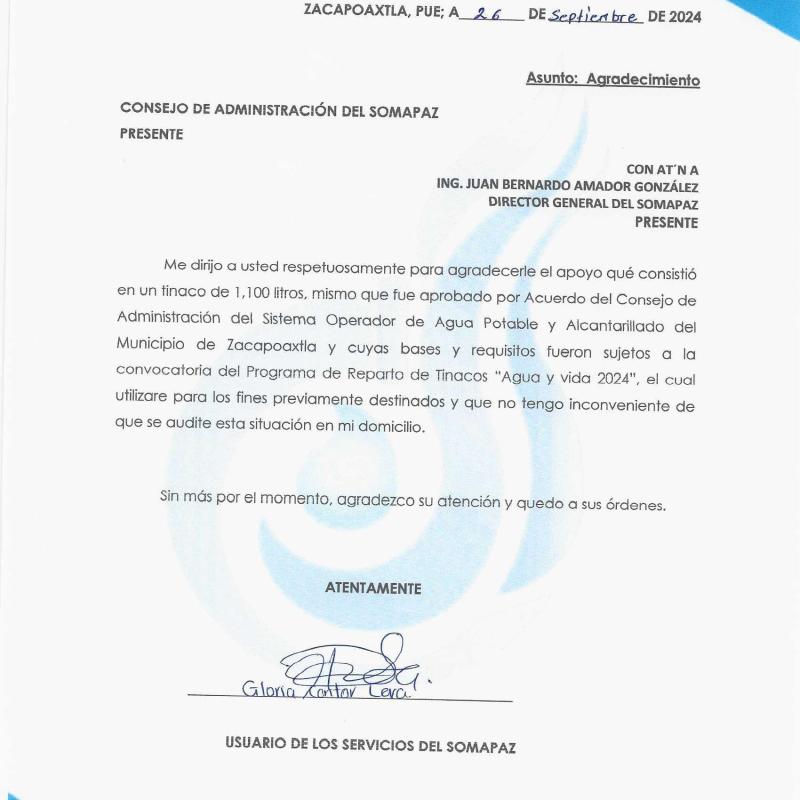 ZACAPOAXTLA, PUE; A 26 DE Septiembre DE 2024
Asunto: Agradecimiento
CONSEJO DE ADMINISTRACIÓN DEL SOMAPAZ
PRESENTE
CON AT´N A
ING. JUAN BERNARDO AMADOR GONZÁLEZ
DIRECTOR GENERAL DEL SOMAPAZ
PRESENTE
Me dirijo a usted respetuosamente para agradecerle el apoyo qué consistió
en un tinaco de 1,100 litros, mismo que fue aprobado por Acuerdo del Consejo de
Administración del Sistema Operador de Agua Potable y Alcantarillado del
Municipio de Zacapoaxtla y cuyas bases y requisitos fueron sujetos a la
convocatoria del Programa de Reparto de Tinacos “Agua y vida 2024”, el cual
utilizare para los fines previamente destinados y que no tengo inconveniente de
que se audite esta situación en mi domicilio.
Sin más por el momento, agradezco su atención y quedo a sus órdenes.
ATENTAMENTE
Gloria
USUARIO DE LOS SERVICIOS DEL SOMAPAZ